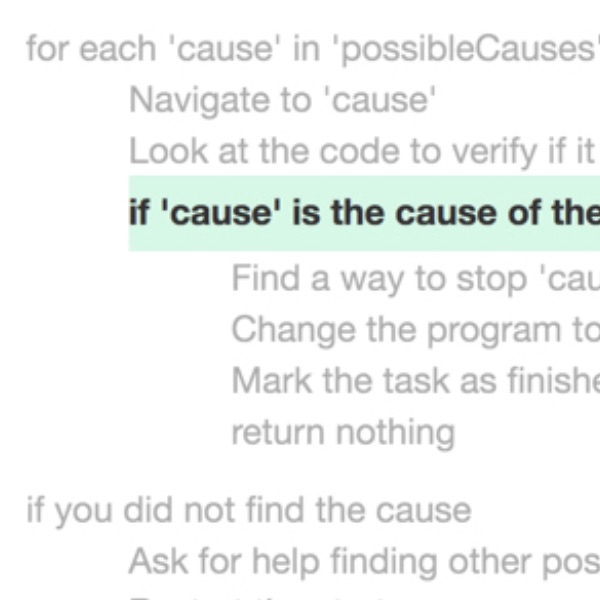 for each 'cause' in 'possibleCauses'
Navigate to 'cause'
Look at the code to verify if it
if 'cause' is the cause of the
Find a way to stop 'cau
Change the program to
Mark the task as finishe
return nothing
if you did not find the cause
Ask for help finding other pos